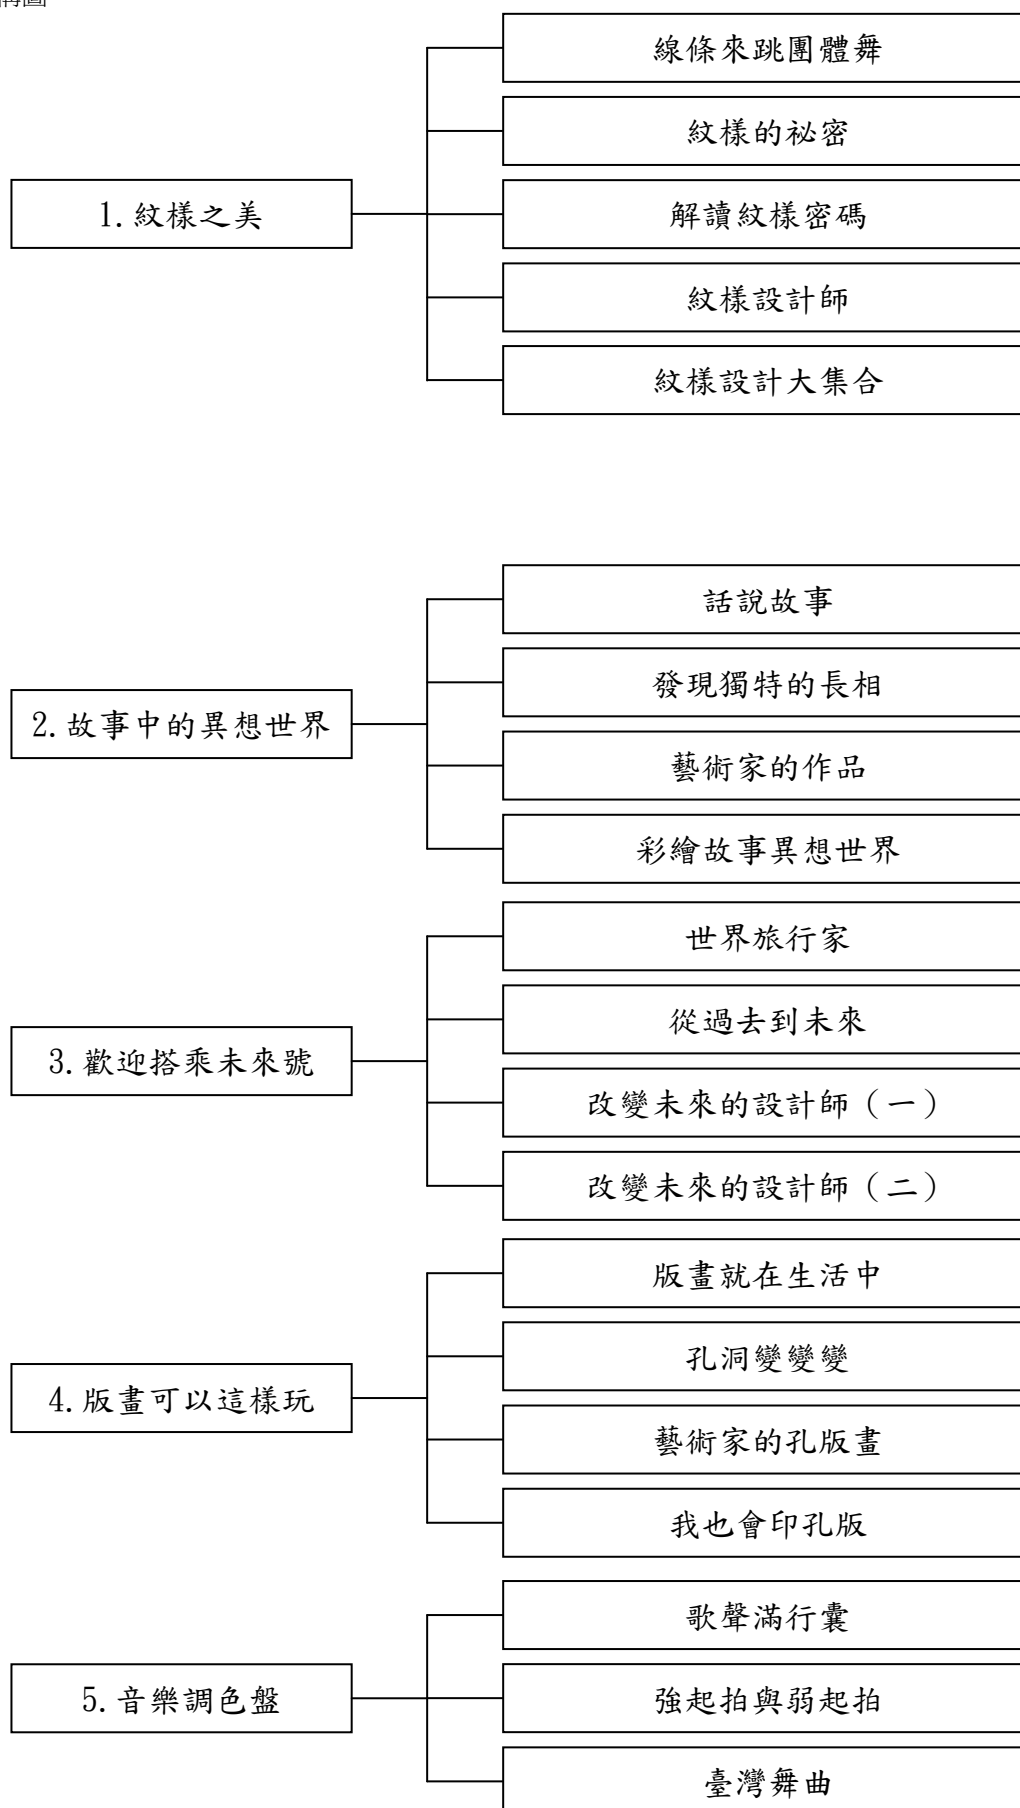 構圖
1.紋樣之美
線條來跳團體舞
紋樣的祕密
解讀紋樣密碼
紋樣設計師
紋樣設計大集合
2.故事中的異想世界
話說故事
發現獨特的長相
藝術家的作品
彩繪故事異想世界
3.歡迎搭乘未來號
世界旅行家
從過去到未來
改變未來的設計師（一）
改變未來的設計師（二）
4.版畫可以這樣玩
版畫就在生活中
孔洞變變變
藝術家的孔版畫
我也會印孔版
5.音樂調色盤
歌聲滿行囊
強起拍與弱起拍
臺灣舞曲